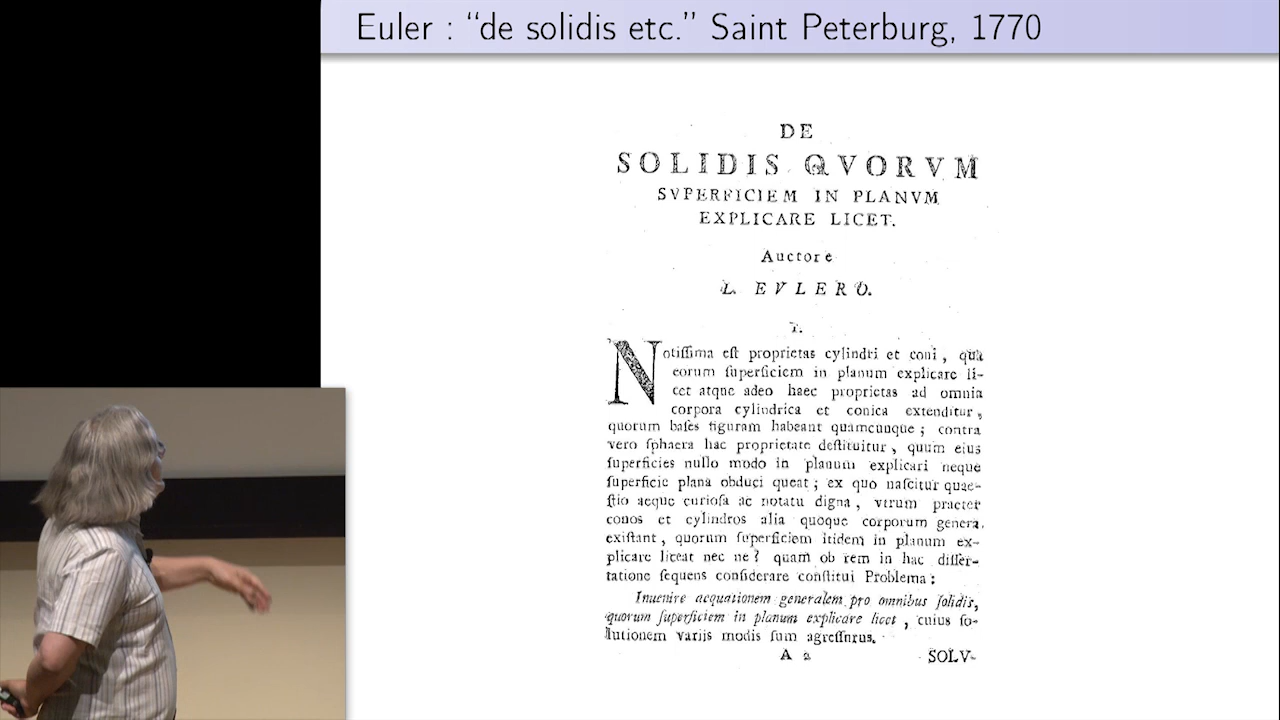 Euler : “de solidis etc.” Saint Peterburg, 1770
DE
SOLIDIS QVORVM
SVPERFICIEM IN PLANVM
EXPLICARE LICET.
Auctore
L. EVLERO.
I.
Notiſſima eſt proprietas cylindri et coni, qua
eorum ſuperficiem in planum explicare li-
cet atque adeo haec proprietas ad omnia
corpora cylindrica et conica extenditur,
quorum baſes figuram habeant quamcunque; contra
vero ſphaera hac proprietate deſtituitur, quum eius
ſuperficies nullo modo in planum explicari neque
ſuperficie plana obduci queat; ex quo naſcitur quae-
ſtio aeque curioſa ac notatu digna, vtrum praeter
conos et cylindros alia quoque corporum genera
exiſtant, quorum ſuperficiem itidem in planum ex-
plicare liceat nec ne? quam ob rem in hac diſſer-
tatione ſequens conſiderare conſtitui Problema:
Inuenire aequationem generalem pro omnibus ſolidis,
quorum ſuperficiem in planum explicare licet, cuius ſo-
lutionem varijs modis ſum agreſſurus.
A 2 SOLV-